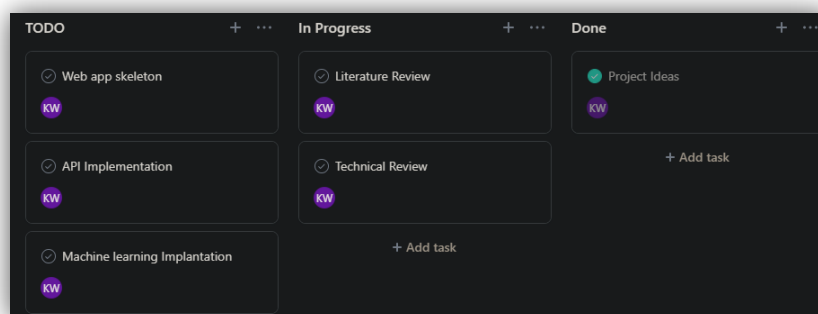 TODO
Web app skeleton
KW
API Implementation
KW
Machine learning Implantation
KW
In Progress
Literature Review
KW
Technical Review
KW
+ Add task
Done
Project Ideas
KW
+ Add task